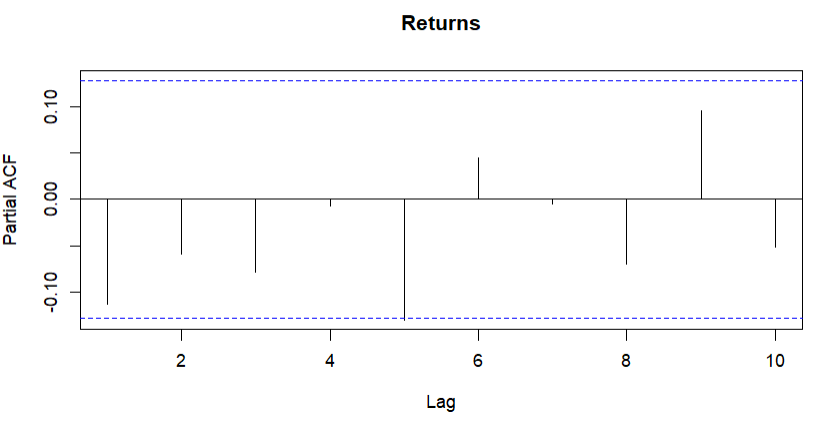 Returns
Partial ACF
0.10
0.00
-0.10
2 4 6 8 10
Lag